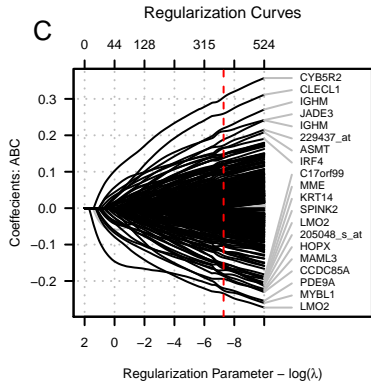 Regularization Curves
C
0 44 128 315 524
Coeffecients: ABC
0.3
0.2
0.1
0.0
−0.1
−0.2
CYB5R2
CLECL1
IGHM
JADE3
IGHM
229437_at
ASMT
IRF4
C17orf99
MME
KRT14
SPINK2
LMO2
205048_s_at
HOPX
MAML3
CCDC85A
PDE9A
MYBL1
LMO2
2 0 −2 −4 −6 −8
Regularization Parameter − log(λ)